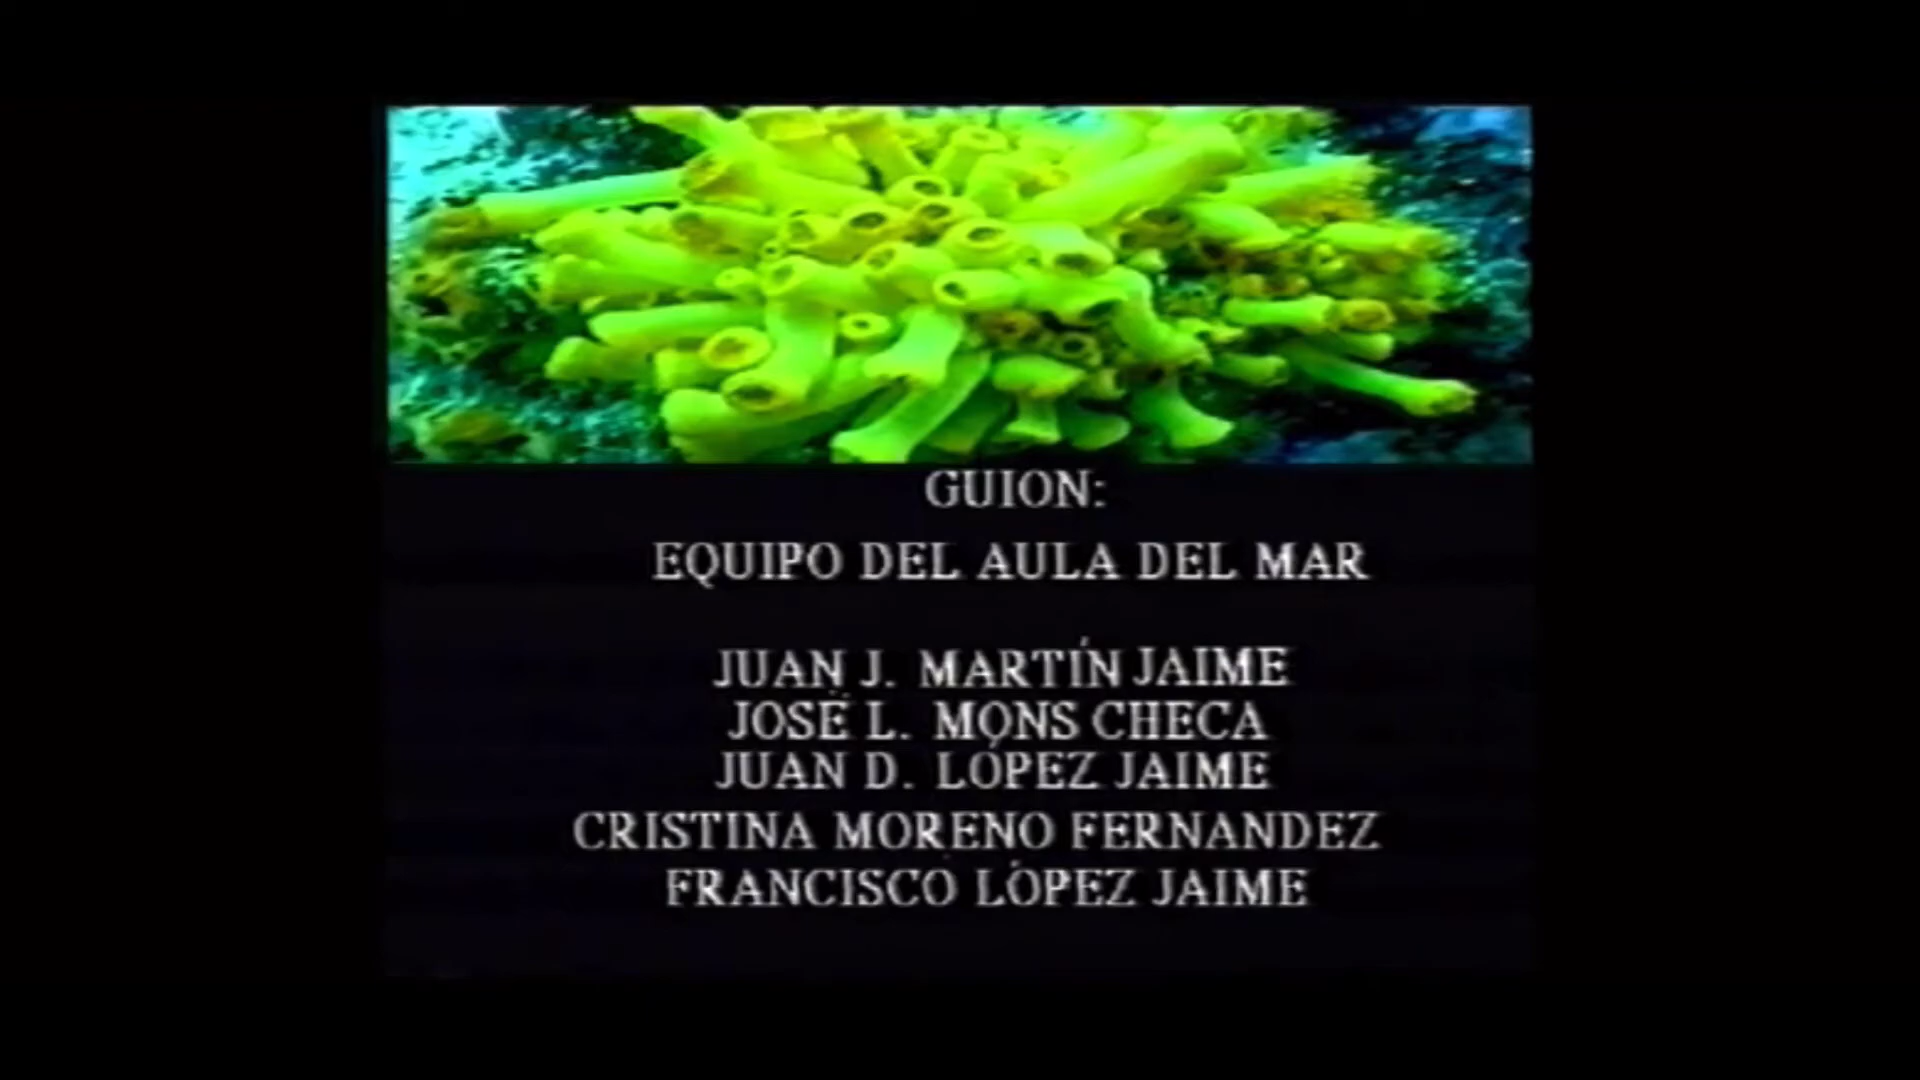 GUION:
EQUIPO DEL AULA DEL MAR
JUAN J. MARTÍN JAIME
JOSÉ L. MONS CHECA
JUAN D. LÓPEZ JAIME
CRISTINA MORENO FERNANDEZ
FRANCISCO LÓPEZ JAIME